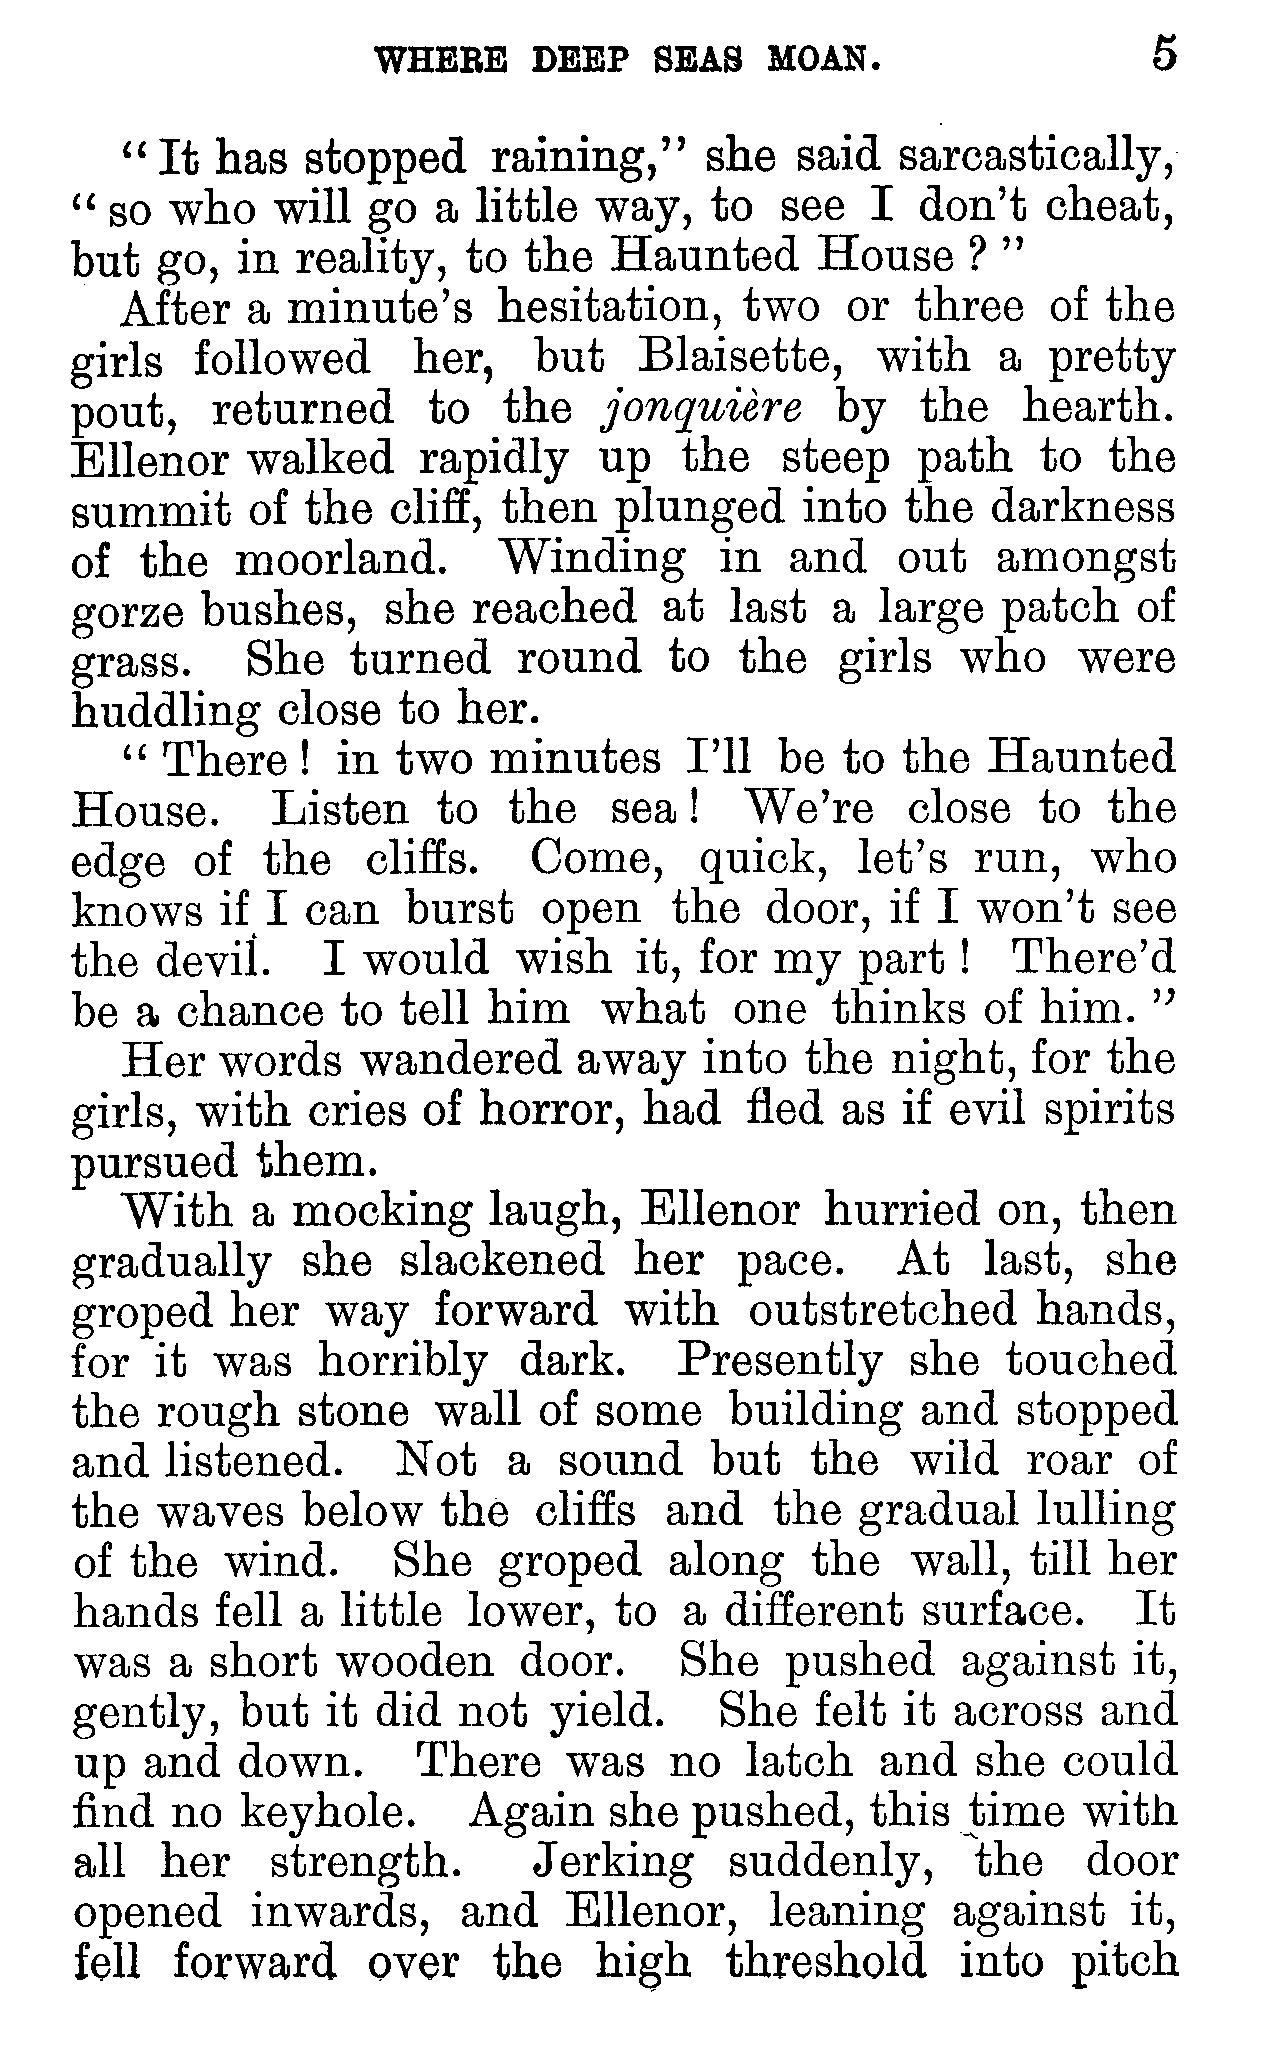 WHERE DEEP SEAS MOAN. 5
“It has stopped raining,” she said sarcastically,
“so who will go a little way, to see I don’t cheat,
but go, in reality, to the Haunted House ?”
After a minute’s hesitation, two or three of the
girls followed her, but Blaisette, with a pretty
pout, returned to the jonquière by the hearth.
Ellenor walked rapidly up the steep path to the
summit of the cliff, then plunged into the darkness
of the moorland. Winding in and out amongst
gorze bushes, she reached at last a large patch of
grass. She turned round to the girls who were
huddling close to her.
“There ! in two minutes I’ll be to the Haunted
House. Listen to the sea ! We’re close to the
edge of the cliffs. Come, quick, let’s run, who
knows if I can burst open the door, if I won’t see
the devil. I would wish it, for my part ! There’d
be a chance to tell him what one thinks of him. ”
Her words wandered away into the night, for the
girls, with cries of horror, had fled as if evil spirits
pursued them.
With a mocking laugh, Ellenor hurried on, then
gradually she slackened her pace. At last, she
groped her way forward with outstretched hands,
for it was horribly dark. Presently she touched
the rough stone wall of some building and stopped
and listened. Not a sound but the wild roar of
the waves below the cliffs and the gradual lulling
of the wind. She groped along the wall, till her
hands fell a little lower, to a different surface. It
was a short wooden door. She pushed against it,
gently, but it did not yield. She felt it across and
up and down. There was no latch and she could
find no keyhole. Again she pushed, this time with
all her strength. Jerking suddenly, the door
opened inwards, and Ellenor, leaning against it,
fell forward over the high threshold into pitch